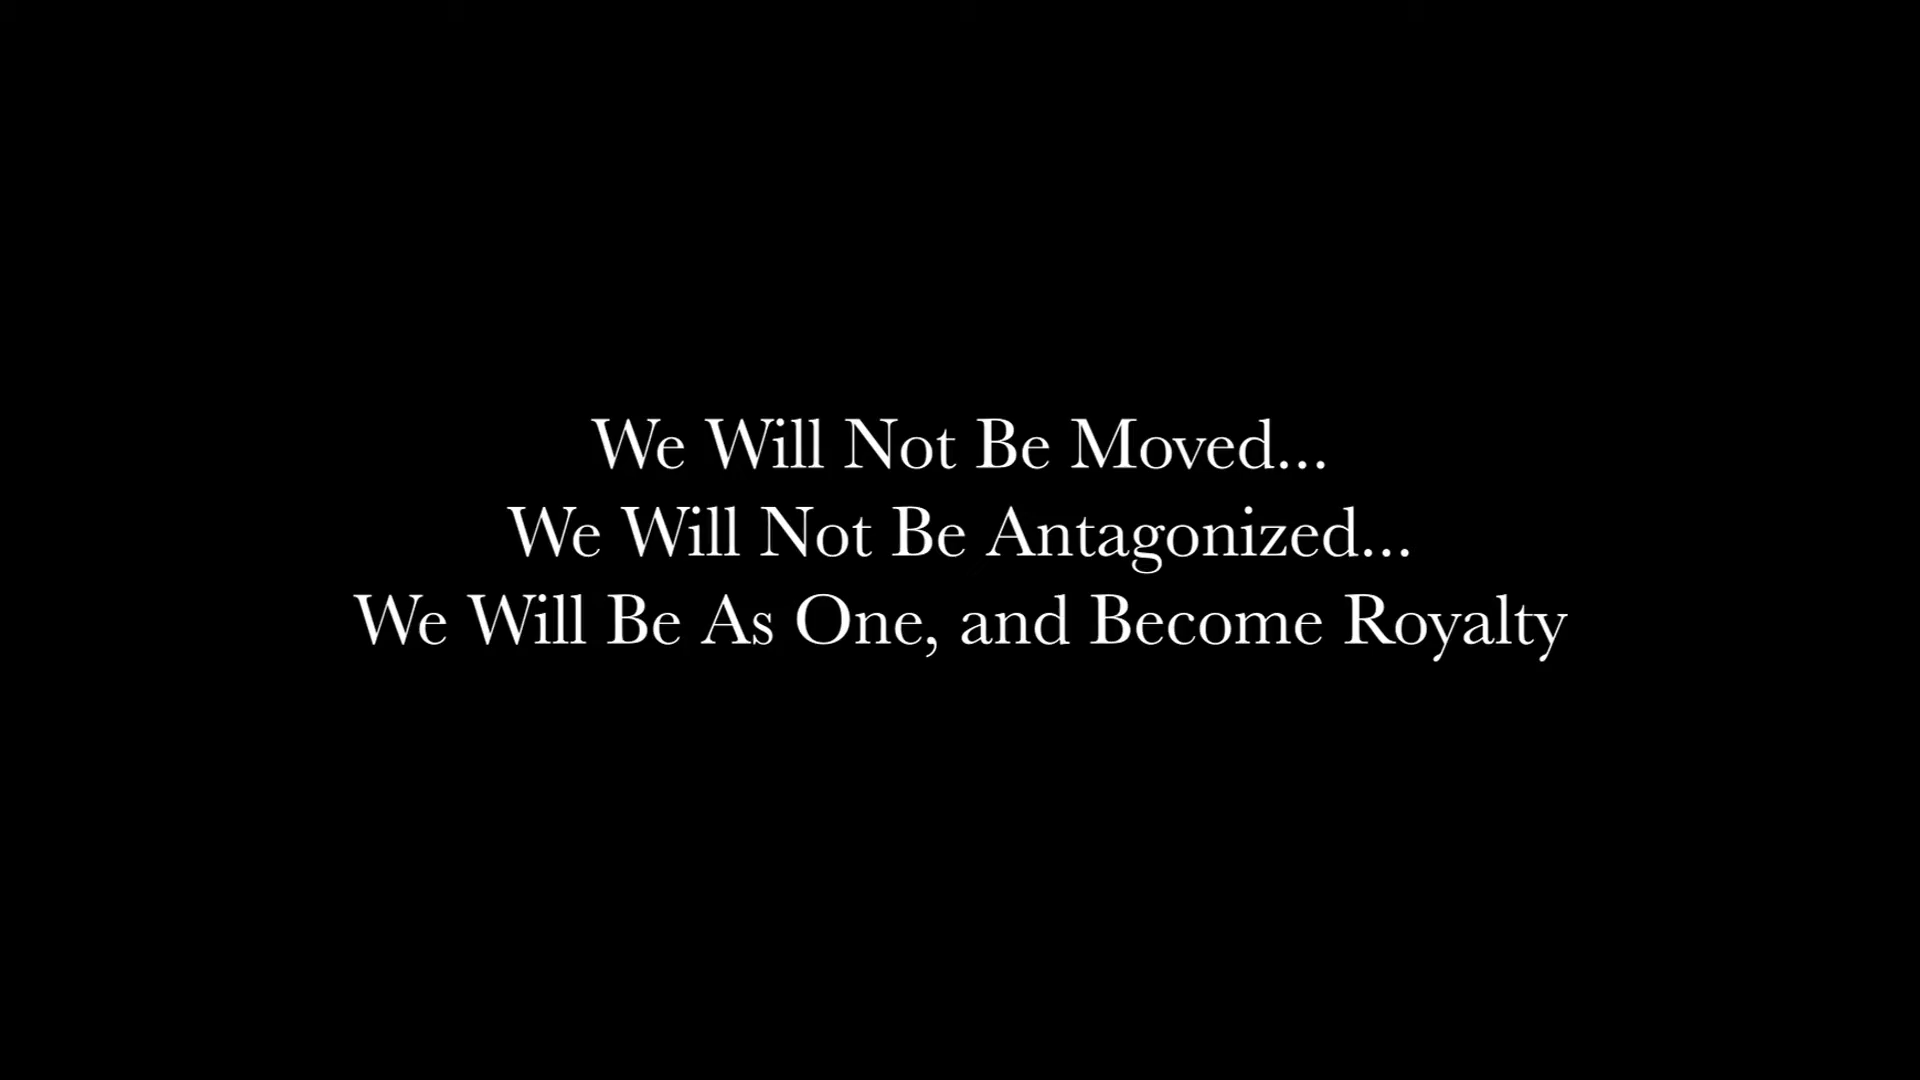 We Will Not Be Moved...
We Will Not Be Antagonized...
We Will Be As One, and Become Royalty